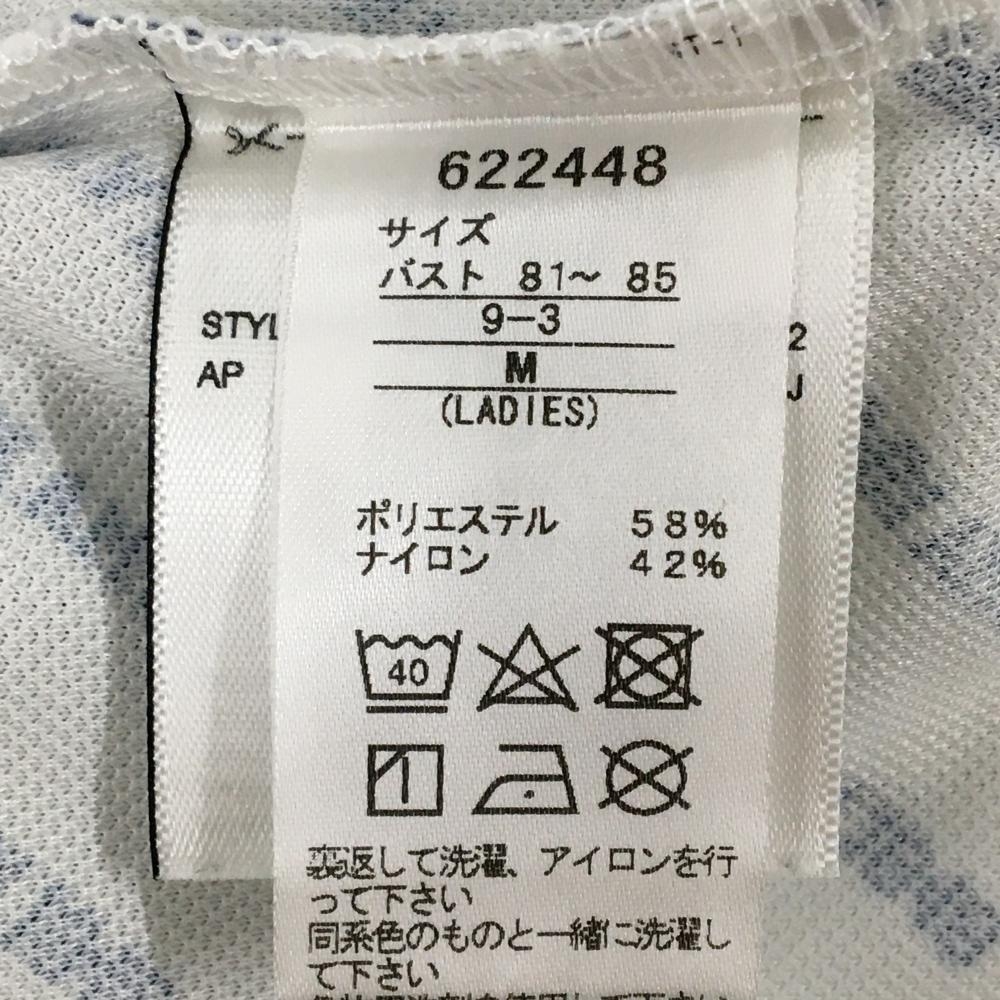 622448
サイズ
バスト 81～ 85
9-3
M
(LADIES)
STYL
AP
2
J
ポリエステル 58%
ナイロン 42%
40
裏返して洗濯、アイロンを行
って下さい
同系色のものと一緒に洗濯し
て下さい